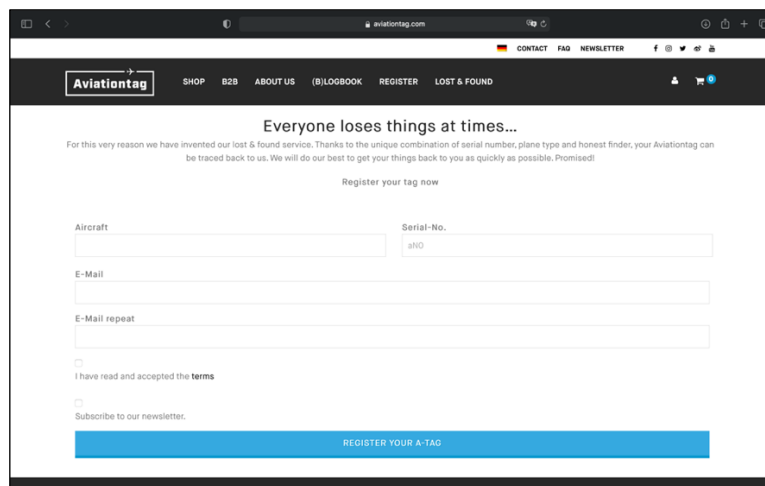 aviationtag.com
CONTACT FAQ NEWSLETTER
Aviationtag
SHOP B2B ABOUT US (B)LOGBOOK REGISTER LOST & FOUND
0
Everyone loses things at times...
For this very reason we have invented our lost & found service. Thanks to the unique combination of serial number, plane type and honest finder, your Aviationtag can
be traced back to us. We will do our best to get your things back to you as quickly as possible. Promised!
Register your tag now
Aircraft Serial-No.
aNO
E-Mail
E-Mail repeat
I have read and accepted the terms
Subscribe to our newsletter.
REGISTER YOUR A-TAG